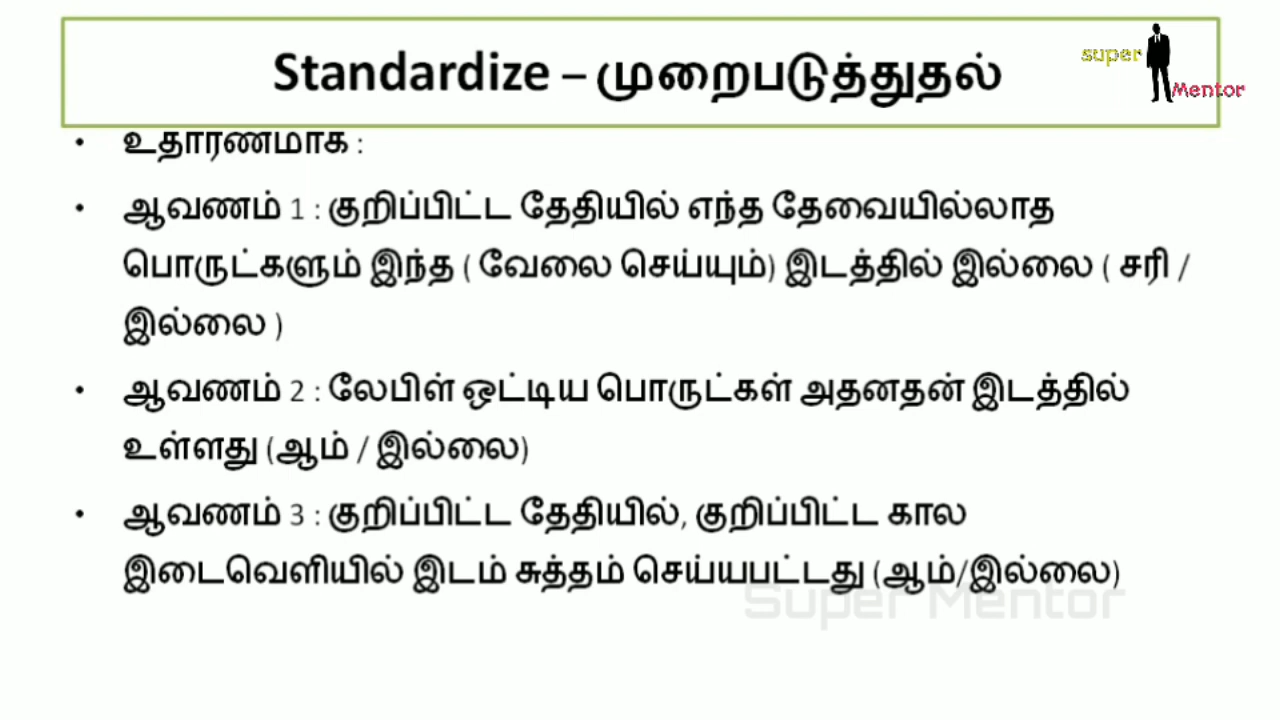 Standardize – முறைபடுத்துதல்
super
Mentor
• உதாரணமாக :
• ஆவணம் 1 : குறிப்பிட்ட தேதியில் எந்த தேவையில்லாத
பொருட்களும் இந்த ( வேலை செய்யும்) இடத்தில் இல்லை ( சரி /
இல்லை )
• ஆவணம் 2 : லேபிள் ஒட்டிய பொருட்கள் அதனதன் இடத்தில்
உள்ளது (ஆம் / இல்லை)
• ஆவணம் 3 : குறிப்பிட்ட தேதியில், குறிப்பிட்ட கால
இடைவெளியில் இடம் சுத்தம் செய்யபட்டது (ஆம்/இல்லை)
Super Mentor